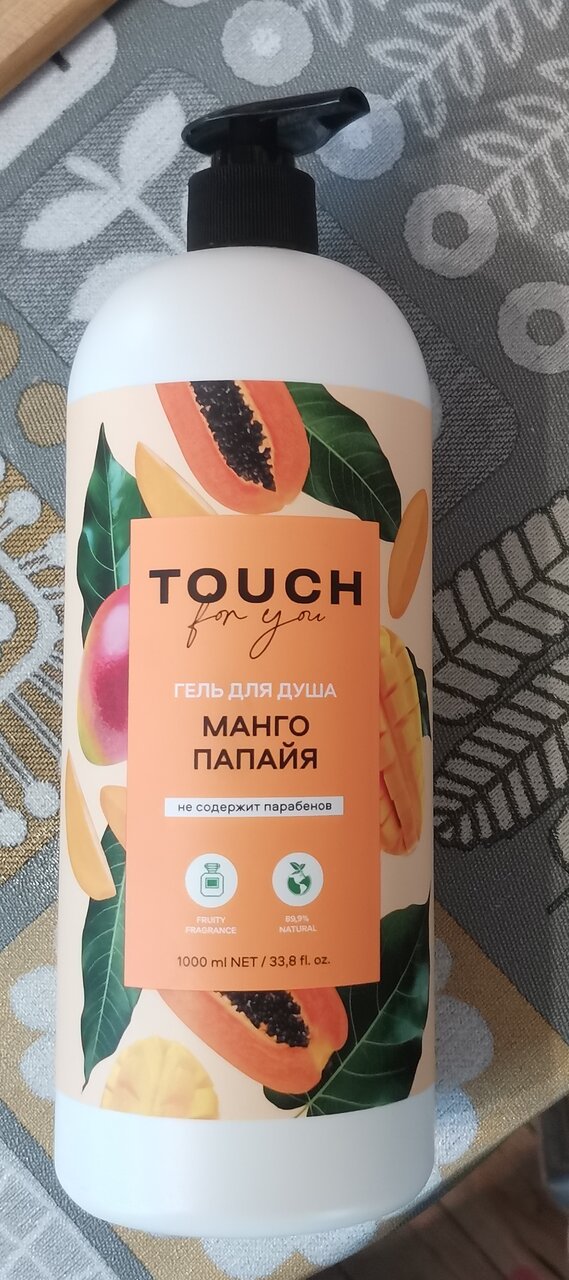 TOUCH
for you
ГЕЛЬ ДЛЯ ДУША
МАНГО
ПАПАЙЯ
не содержит парабенов
FRUITY
FRAGRANCE
89,9%
NATURAL
1000 ml NET / 33,8 fl. oz.